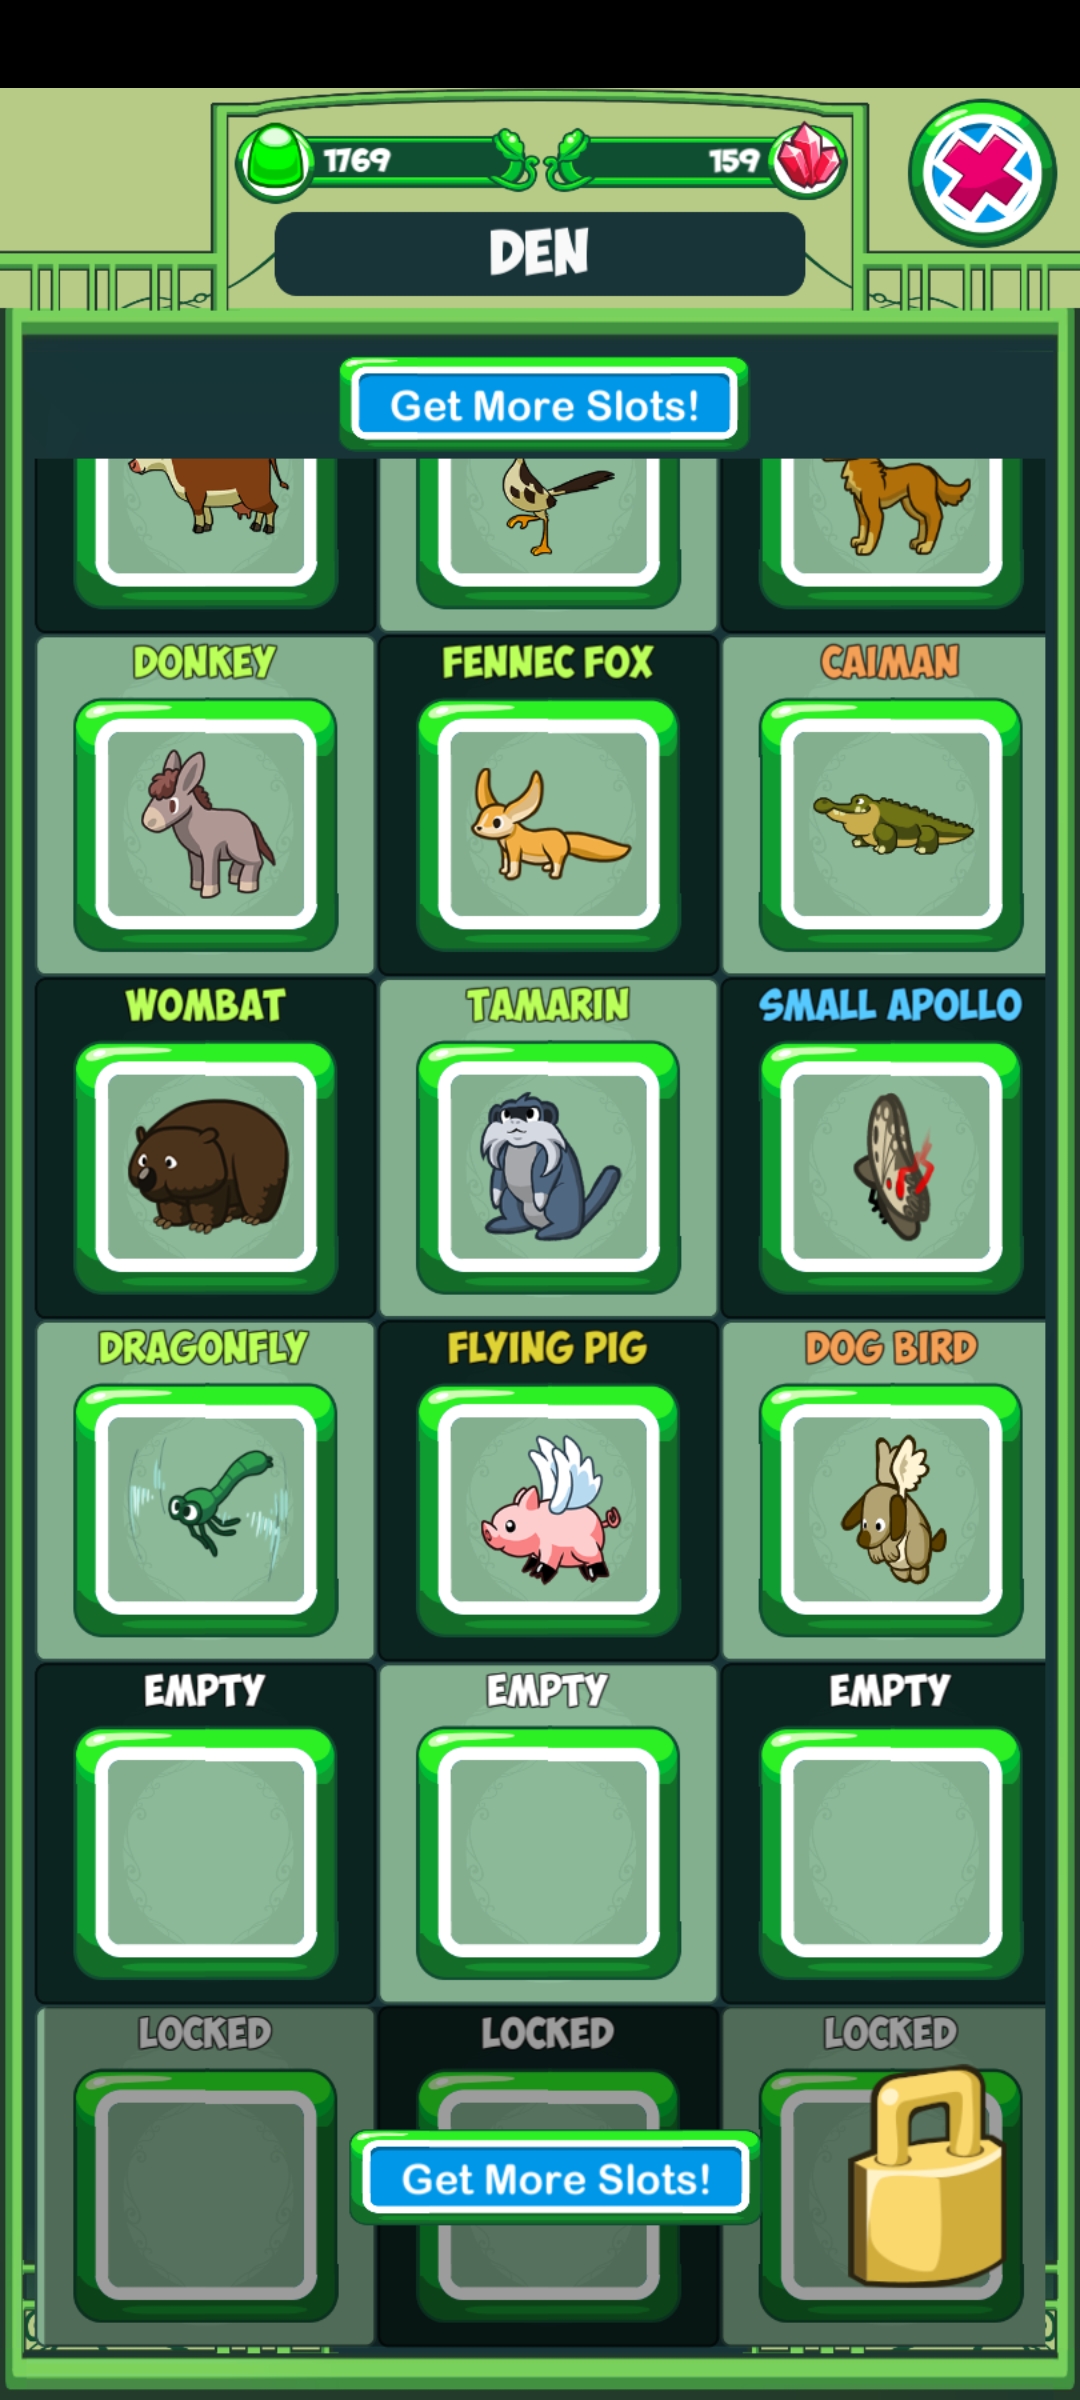 1769
159
DEN
Get More Slots!
DONKEY
FENNEC FOX
CAIMAN
WOMBAT
TAMARIN
SMALL APOLLO
DRAGONFLY
FLYING PIG
DOG BIRD
EMPTY
EMPTY
EMPTY
LOCKED
LOCKED
LOCKED
Get More Slots!